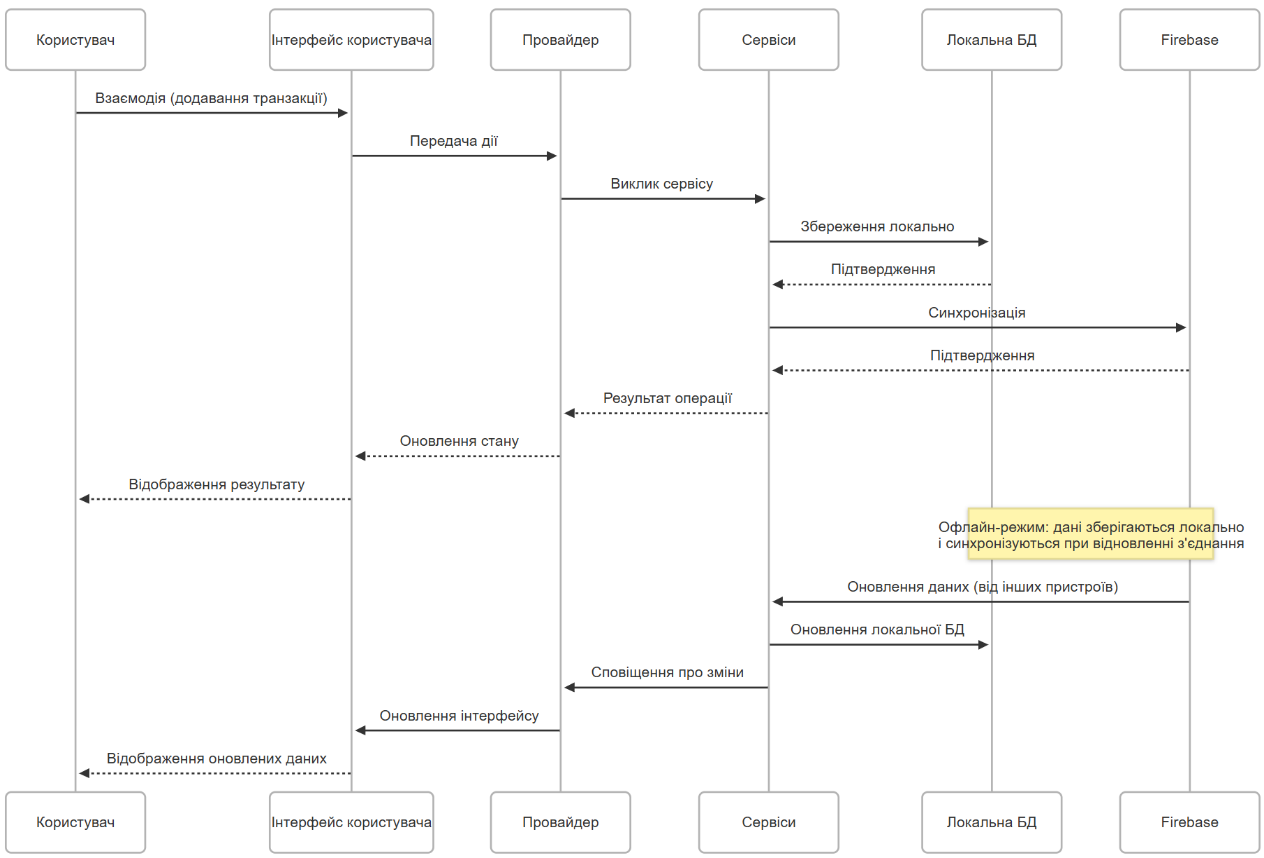 Користувач
Інтерфейс користувача
Провайдер
Сервіси
Локальна БД
Firebase
Взаємодія (додавання транзакції)
Передача дії
Виклик сервісу
Збереження локально
Підтвердження
Синхронізація
Підтвердження
Результат операції
Оновлення стану
Відображення результату
Офлайн-режим: дані зберігаються локально
і синхронізуються при відновленні з'єднання
Оновлення даних (від інших пристроїв)
Оновлення локальної БД
Сповіщення про зміни
Оновлення інтерфейсу
Відображення оновлених даних
Користувач
Інтерфейс користувача
Провайдер
Сервіси
Локальна БД
Firebase